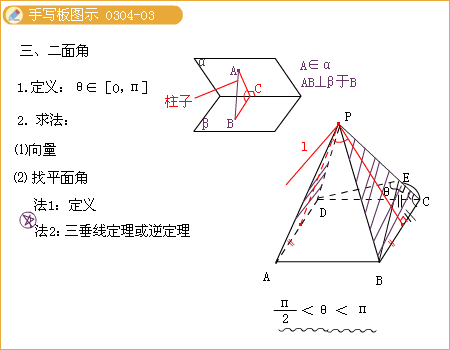 手写板图示 0304-03
三、二面角
1.定义: θ∈[0,π]
2. 求法:
⑴向量
⑵ 找平面角
法1: 定义
法2: 三垂线定理或逆定理
α
A
C
柱子
B
β
A∈α
AB⊥β于B
P
1
E
θ
D
C
A
B
π/2 < θ < π